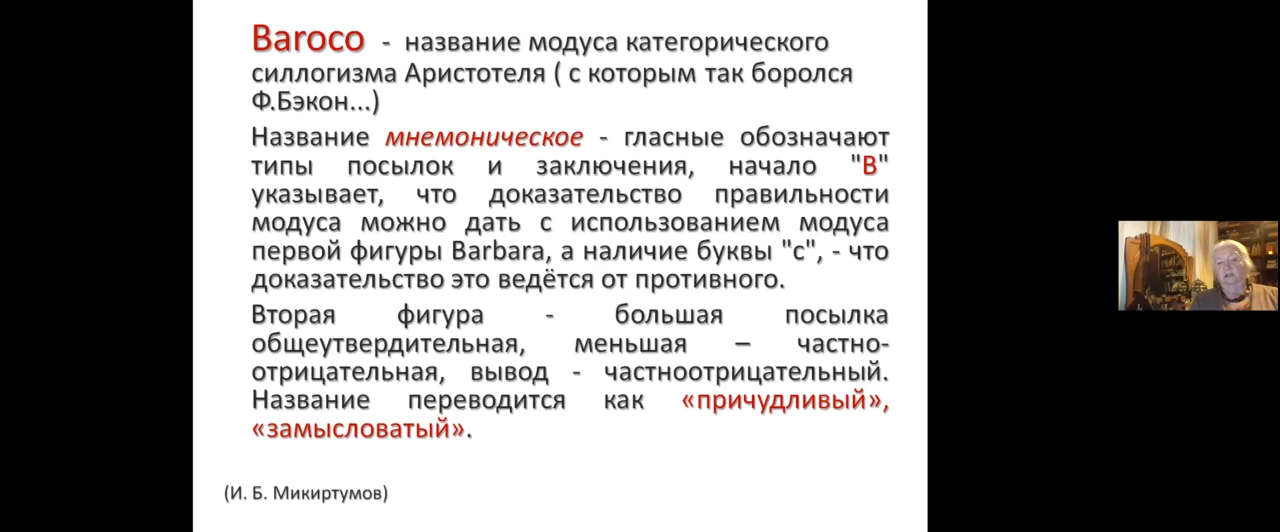 Baroco - название модуса категорического
силлогизма Аристотеля ( с которым так боролся
Ф.Бэкон...)
Название мнемоническое - гласные обозначают
типы посылок и заключения, начало "B"
указывает, что доказательство правильности
модуса можно дать с использованием модуса
первой фигуры Barbara, а наличие буквы "с", - что
доказательство это ведётся от противного.
Вторая фигура - большая посылка
общеутвердительная, меньшая – частно-
отрицательная, вывод - частноотрицательный.
Название переводится как «причудливый»,
«замысловатый».
(И. Б. Микиртумов)